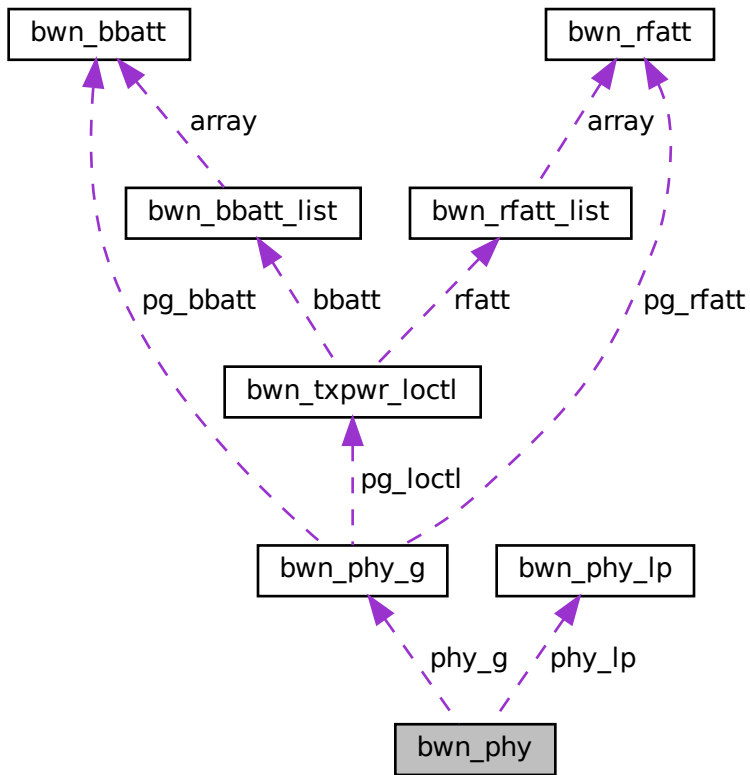 bwn_bbatt
bwn_rfatt
array
array
bwn_bbatt_list
bwn_rfatt_list
pg_bbatt
bbatt
rfatt
pg_rfatt
bwn_txpwr_loctl
pg_loctl
bwn_phy_g
bwn_phy_lp
phy_g
phy_lp
bwn_phy